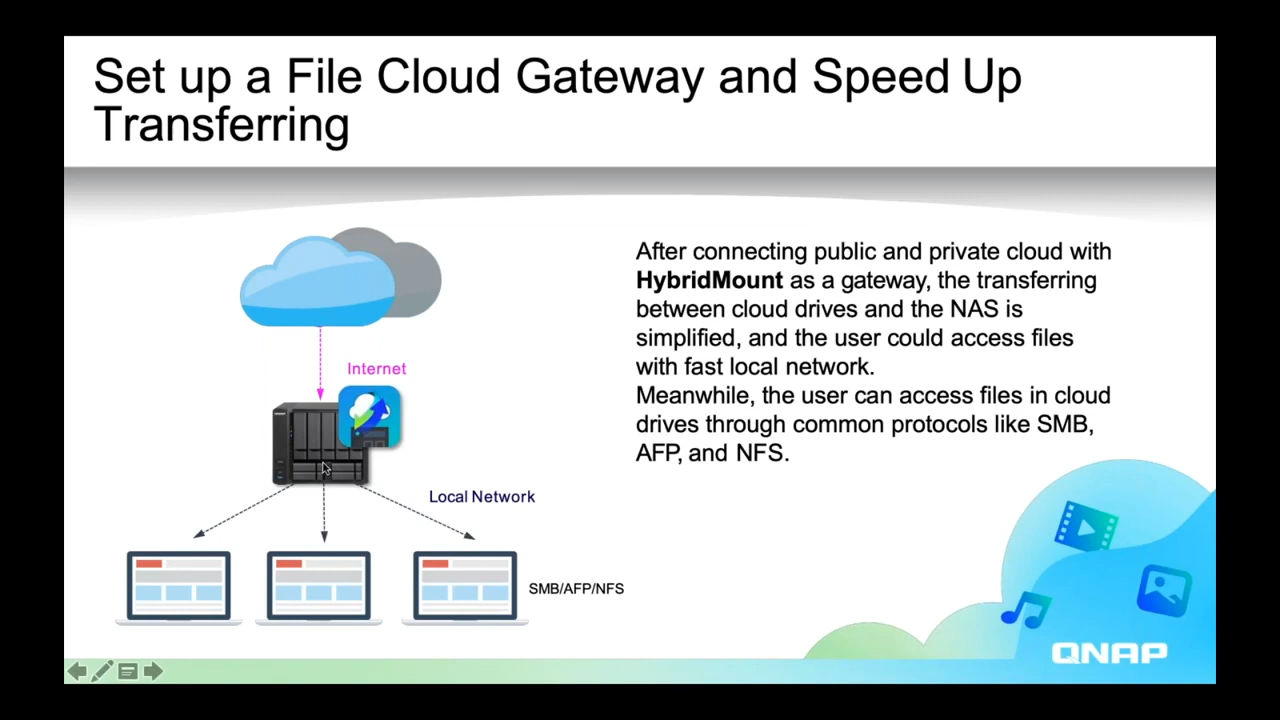 Set up a File Cloud Gateway and Speed Up
Transferring
After connecting public and private cloud with
HybridMount as a gateway, the transferring
between cloud drives and the NAS is
simplified, and the user could access files
with fast local network.
Meanwhile, the user can access files in cloud
drives through common protocols like SMB,
AFP, and NFS.
Internet
Local Network
SMB/AFP/NFS
QNAP